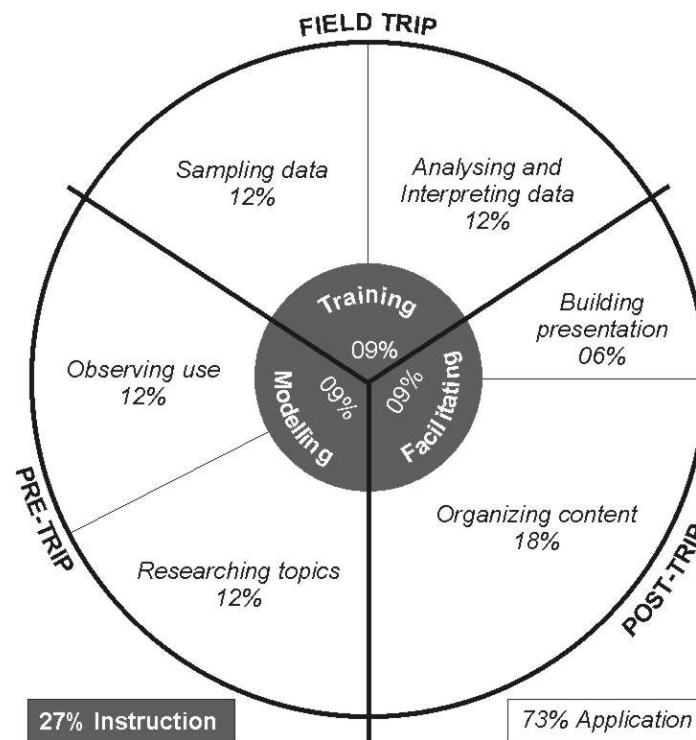 FIELD TRIP
Sampling data
12%
Analysing and
Interpreting data
12%
Building
presentation
06%
Training
09%
Observing use
12%
Modelling
09%
Facilitating
09%
PRE-TRIP
Researching topics
12%
Organizing content
18%
POST-TRIP
27% Instruction
73% Application